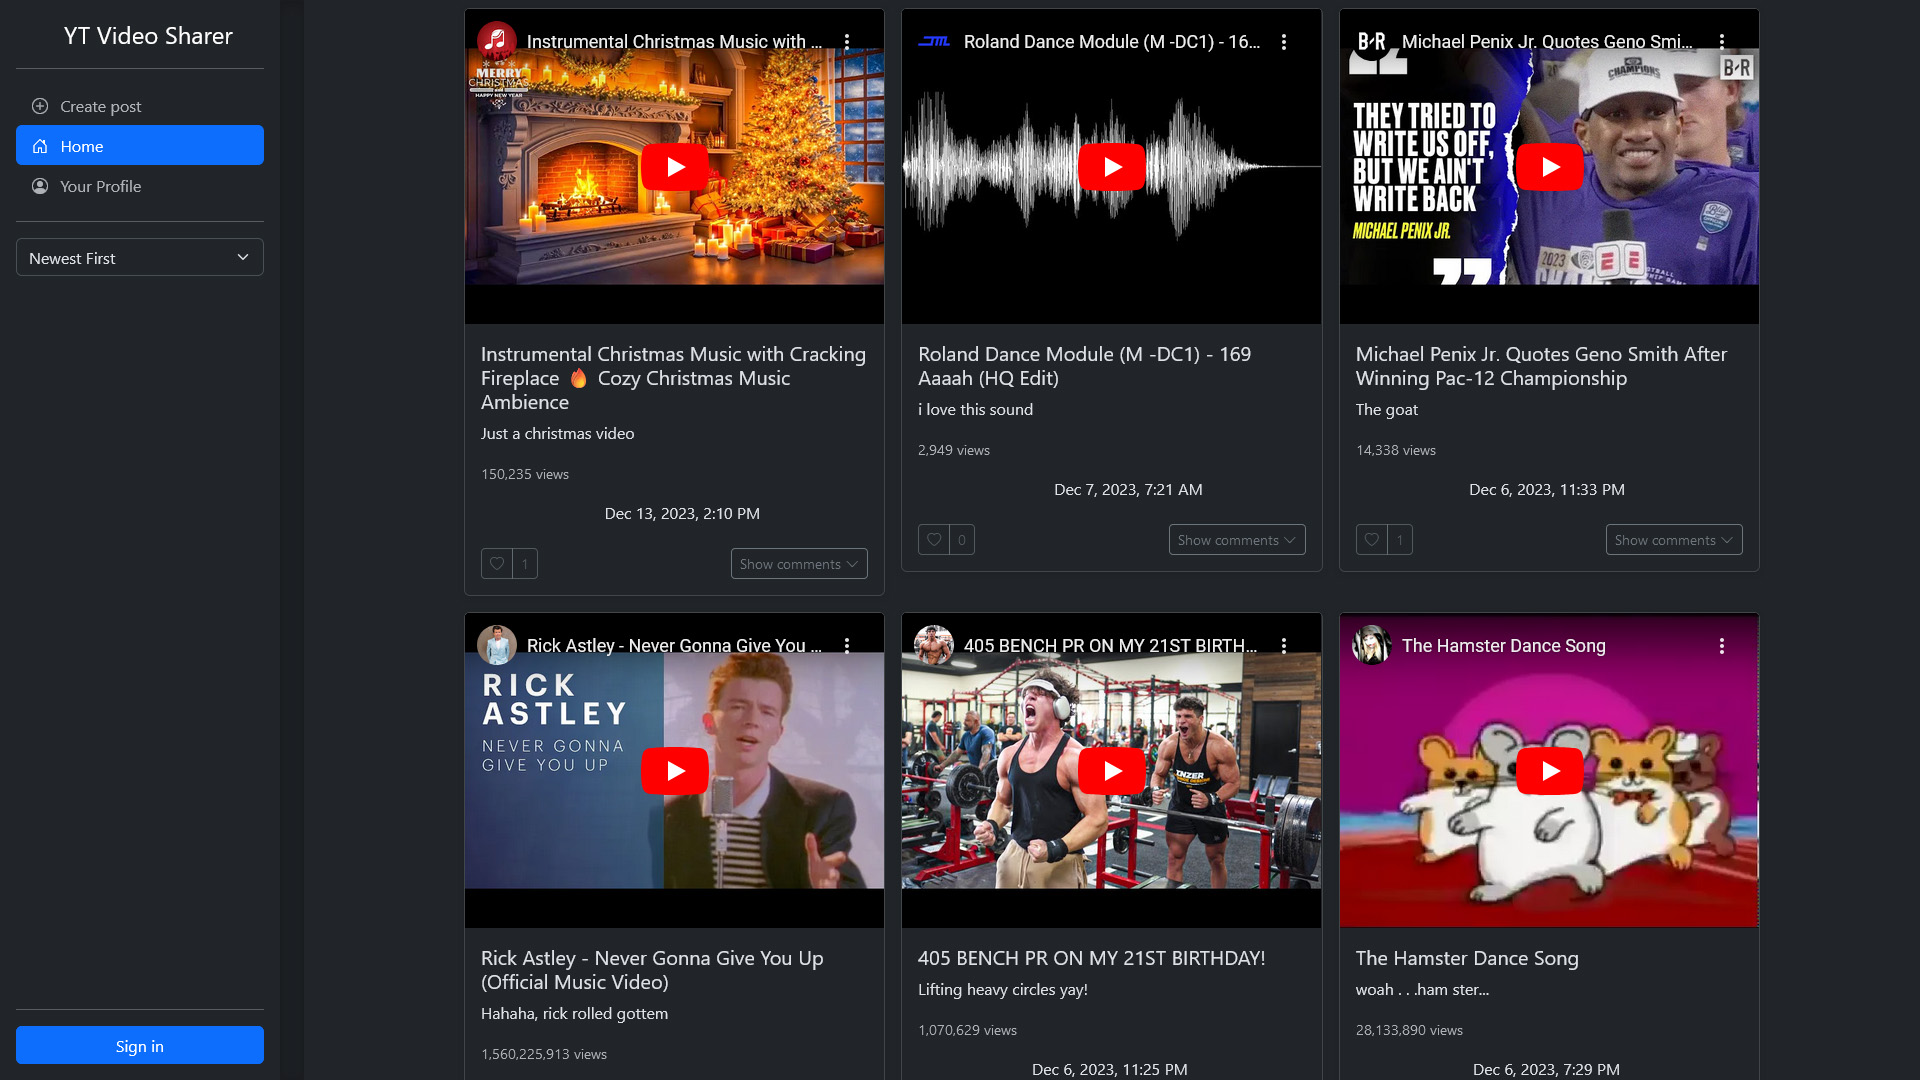 YT Video Sharer
Create post
Home
Your Profile
Newest First
Sign in
Instrumental Christmas Music with ...
MERRY
CHRISTMAS
HAPPY NEW YEAR
Instrumental Christmas Music with Cracking
Fireplace 🔥 Cozy Christmas Music
Ambience
Just a christmas video
150,235 views
Dec 13, 2023, 2:10 PM
1
Show comments
Roland Dance Module (M -DC1) - 16...
Roland Dance Module (M -DC1) - 169
Aaaah (HQ Edit)
i love this sound
2,949 views
Dec 7, 2023, 7:21 AM
0
Show comments
B/R
Michael Penix Jr. Quotes Geno Smi...
B/R
CHAMPIONS
THEY TRIED TO
WRITE US OFF,
BUT WE AIN'T
WRITE BACK
MICHAEL PENIX JR.
2023
Michael Penix Jr. Quotes Geno Smith After
Winning Pac-12 Championship
The goat
14,338 views
Dec 6, 2023, 11:33 PM
1
Show comments
Rick Astley - Never Gonna Give You ...
RICK
ASTLEY
NEVER GONNA
GIVE YOU UP
Rick Astley - Never Gonna Give You Up
(Official Music Video)
Hahaha, rick rolled gottem
1,560,225,913 views
405 BENCH PR ON MY 21ST BIRTH...
405 BENCH PR ON MY 21ST BIRTHDAY!
Lifting heavy circles yay!
1,070,629 views
Dec 6, 2023, 11:25 PM
The Hamster Dance Song
The Hamster Dance Song
woah . . .ham ster...
28,133,890 views
Dec 6, 2023, 7:29 PM